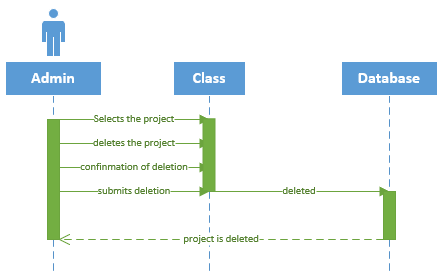 Admin
Class
Database
Selects the project
deletes the project
confinmation of deletion
submits deletion
deleted
project is deleted